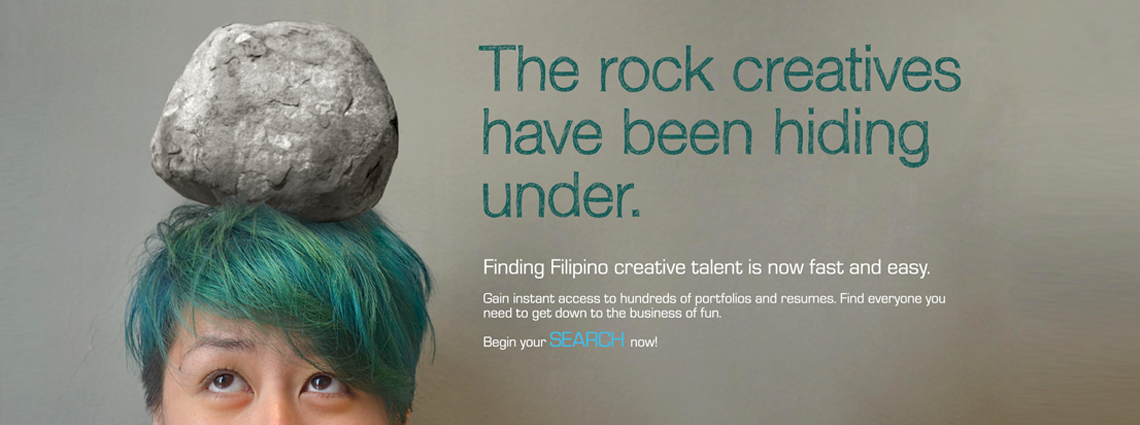 The rock creatives
have been hiding
under.
Finding Filipino creative talent is now fast and easy.
Gain instant access to hundreds of portfolios and resumes. Find everyone you
need to get down to the business of fun.
Begin your SEARCH now!